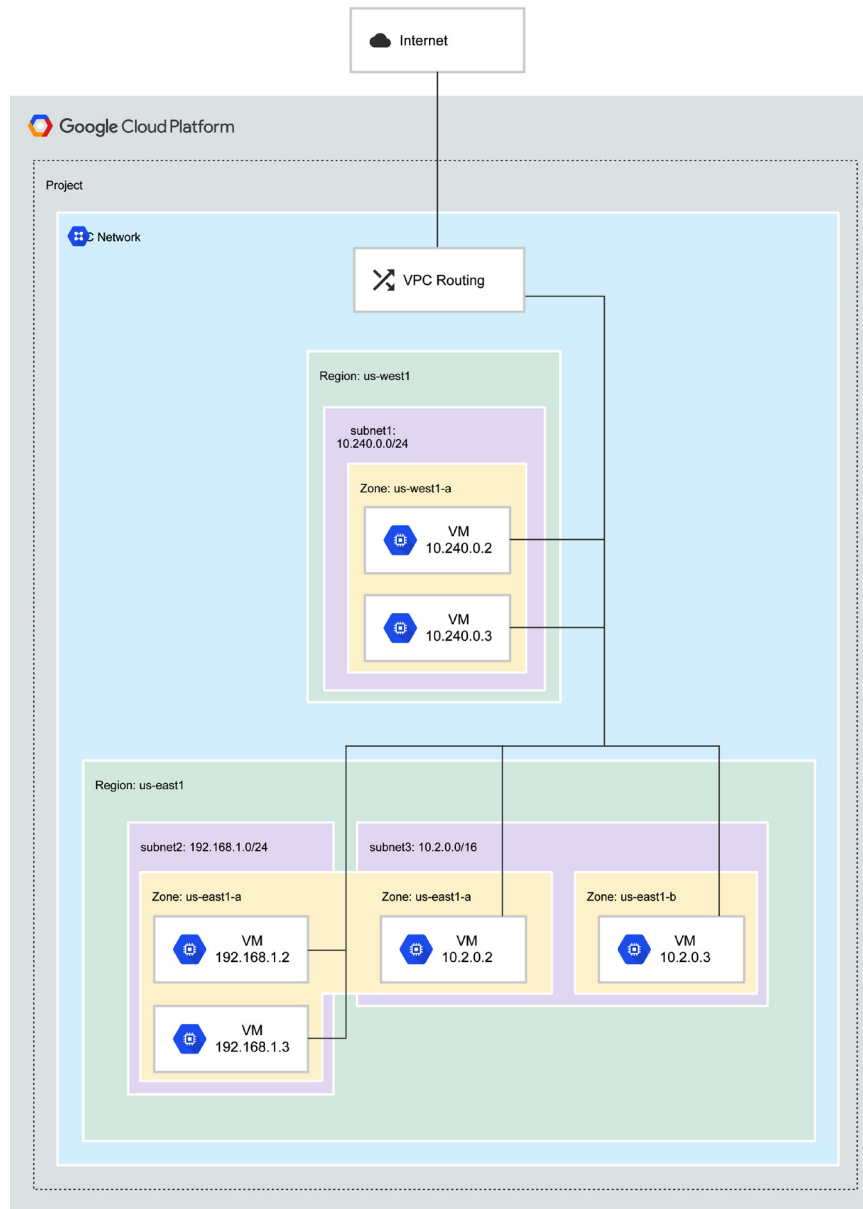 Internet
Google Cloud Platform
Project
C Network
VPC Routing
Region: us-west1
subnet1:
10.240.0.0/24
Zone: us-west1-a
VM
10.240.0.2
VM
10.240.0.3
Region: us-east1
subnet2: 192.168.1.0/24
subnet3: 10.2.0.0/16
Zone: us-east1-a
Zone: us-east1-a
Zone: us-east1-b
VM
192.168.1.2
VM
10.2.0.2
VM
10.2.0.3
VM
192.168.1.3